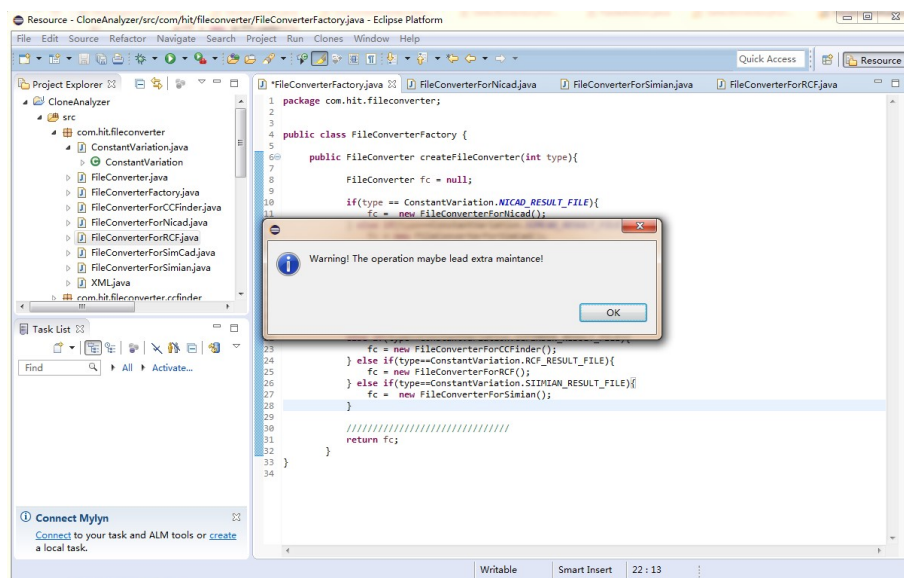 Resource - CloneAnalyzer/src/com/hit/fileconverter/FileConverterFactory.java - Eclipse Platform
File Edit Source Refactor Navigate Search Project Run Clones Window Help
Quick Access
Resource
Project Explorer
CloneAnalyzer
src
com.hit.fileconverter
ConstantVariation.java
ConstantVariation
FileConverter.java
FileConverterFactory.java
FileConverterForCCFinder.java
FileConverterForNicad.java
FileConverterForRCF.java
FileConverterForSimCad.java
FileConverterForSimian.java
XML.java
com.hit.fileconverter.ccfinder
Task List
Find All Activate...
Connect Mylyn
Connect to your task and ALM tools or create
a local task.
*FileConverterFactory.java FileConverterForNicad.java FileConverterForSimian.java FileConverterForRCF.java
1 package com.hit.fileconverter;
2
3
4 public class FileConverterFactory {
5
6 public FileConverter createFileConverter(int type){
7
8 FileConverter fc = null;
9
10 if(type == ConstantVariation.NICAD_RESULT_FILE){
11 fc = new FileConverterForNicad();
Warning! The operation maybe lead extra maintance!
OK
23 fc = new FileConverterForCCFinder();
24 } else if(type==ConstantVariation.RCF_RESULT_FILE){
25 fc = new FileConverterForRCF();
26 } else if(type==ConstantVariation.SIIMIAN_RESULT_FILE){
27 fc = new FileConverterForSimian();
28 }
29
30 ///////////////////////////////
31 return fc;
32 }
33 }
34
Writable Smart Insert 22 : 13